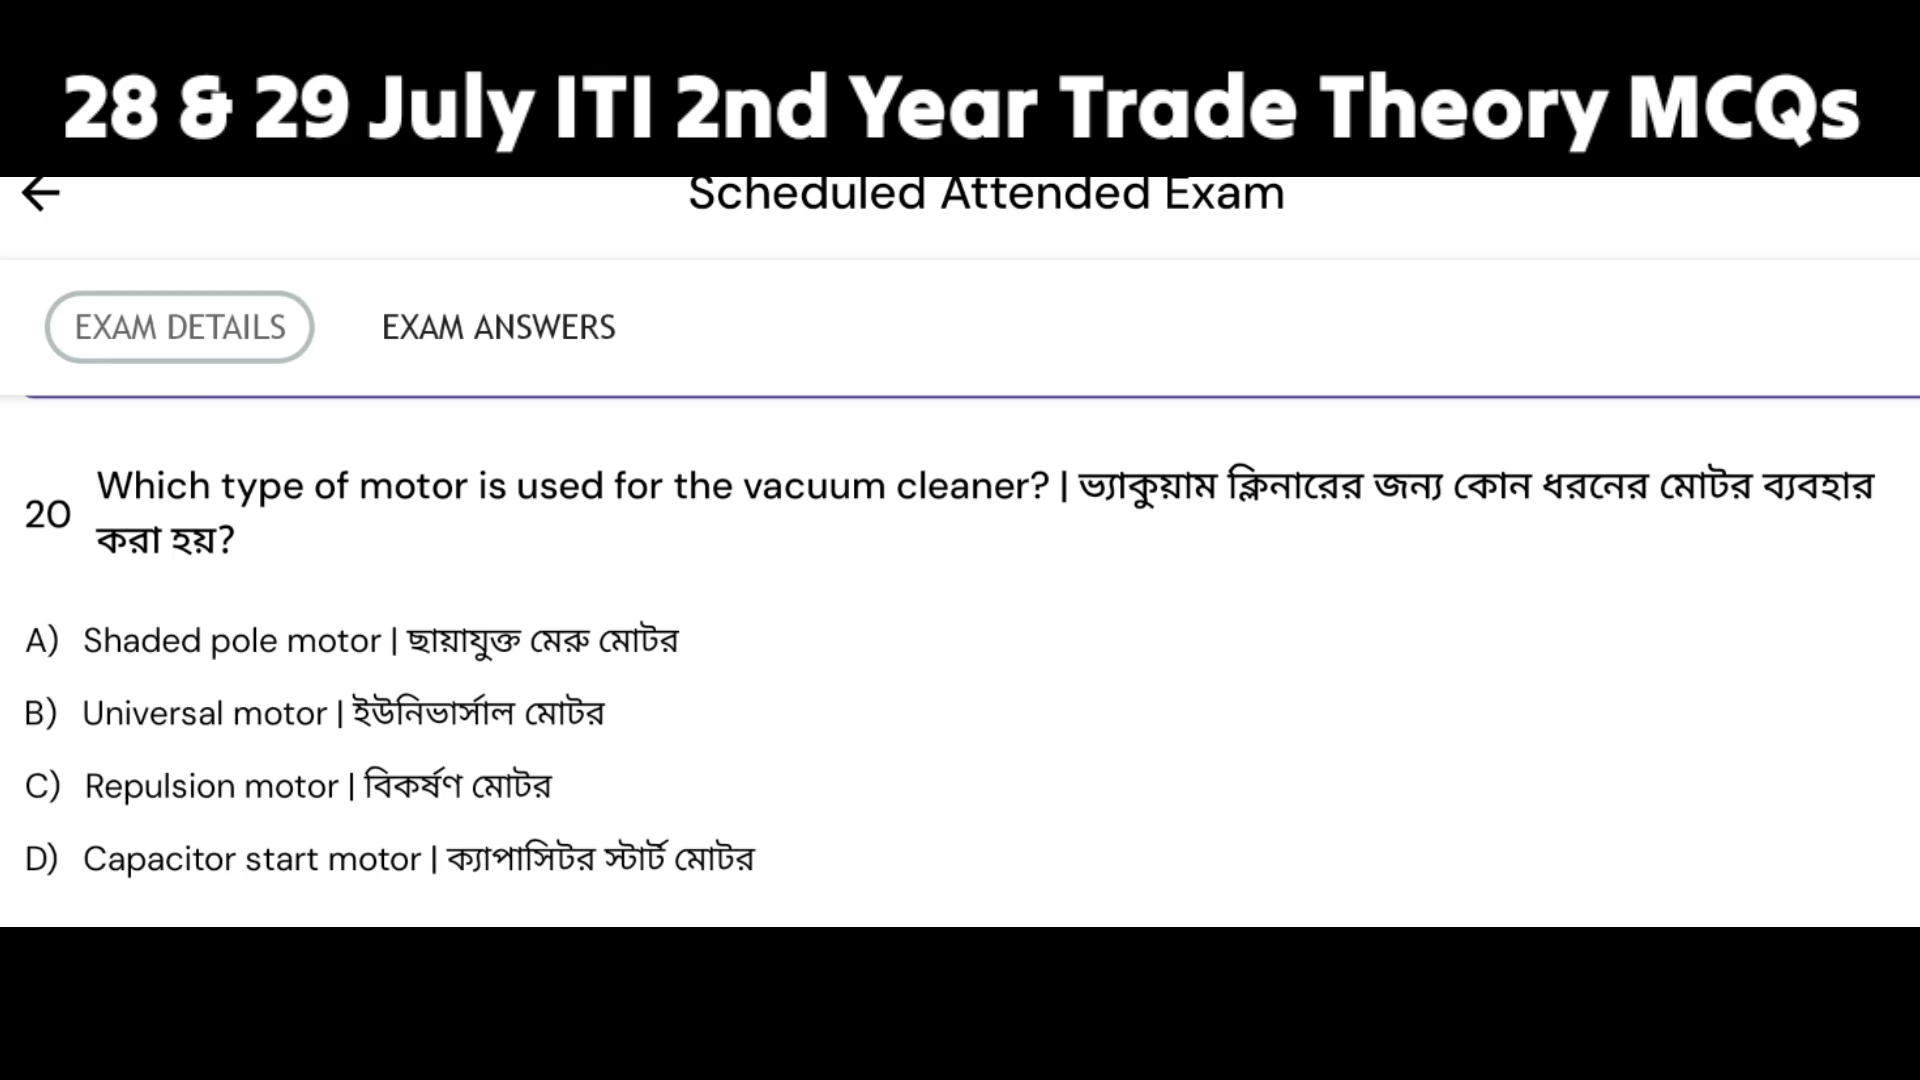 28 & 29 July ITI 2nd Year Trade Theory MCQs
Scheduled Attended Exam
EXAM DETAILS EXAM ANSWERS
20 Which type of motor is used for the vacuum cleaner? | ভ্যাকুয়াম ক্লিনারের জন্য কোন ধরনের মোটর ব্যবহার
করা হয়?
A) Shaded pole motor | ছায়াযুক্ত মেরু মোটর
B) Universal motor | ইউনিভার্সাল মোটর
C) Repulsion motor | বিকর্ষণ মোটর
D) Capacitor start motor | ক্যাপাসিটর স্টার্ট মোটর